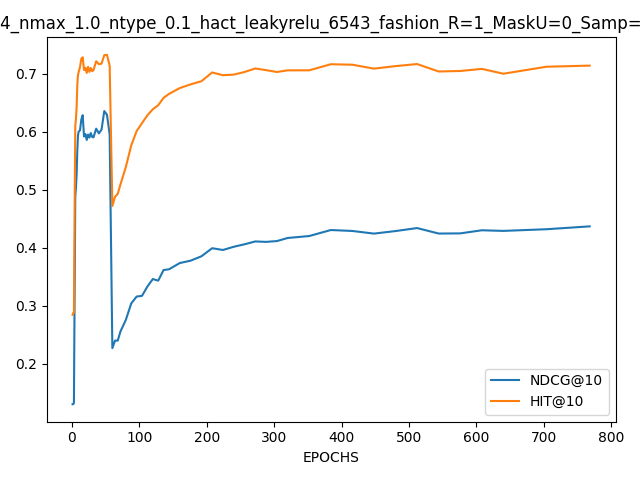 4_nmax_1.0_ntype_0.1_hact_leakyrelu_6543_fashion_R=1_MaskU=0_Samp=
0.7
0.6
0.5
0.4
0.3
0.2
NDCG@10
HIT@10
0 100 200 300 400 500 600 700 800
EPOCHS